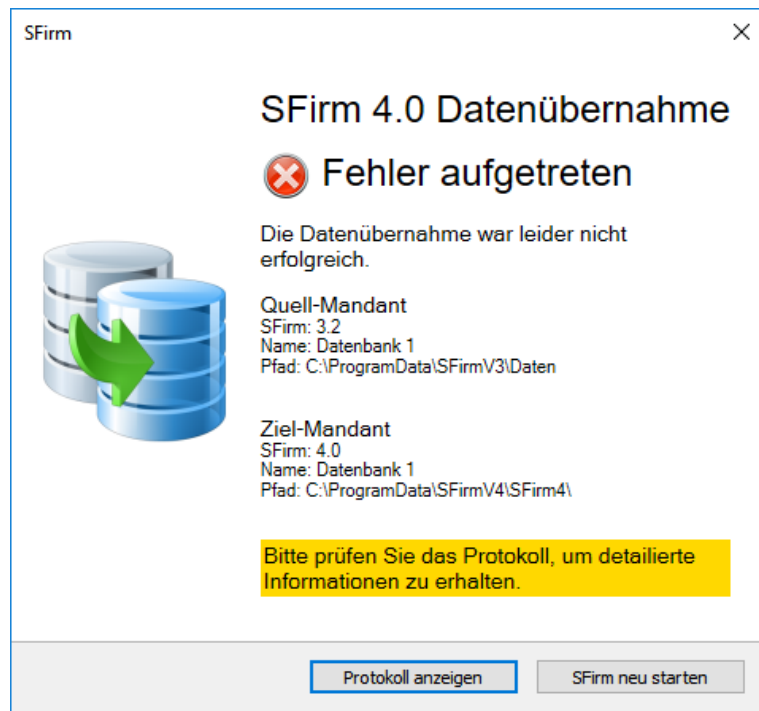 SFirm
SFirm 4.0 Datenübernahme
Fehler aufgetreten
Die Datenübernahme war leider nicht
erfolgreich.
Quell-Mandant
SFirm: 3.2
Name: Datenbank 1
Pfad: C:\ProgramData\SFirmV3\Daten
Ziel-Mandant
SFirm: 4.0
Name: Datenbank 1
Pfad: C:\ProgramData\SFirmV4\SFirm4\
Bitte prüfen Sie das Protokoll, um detailierte
Informationen zu erhalten.
Protokoll anzeigen
SFirm neu starten